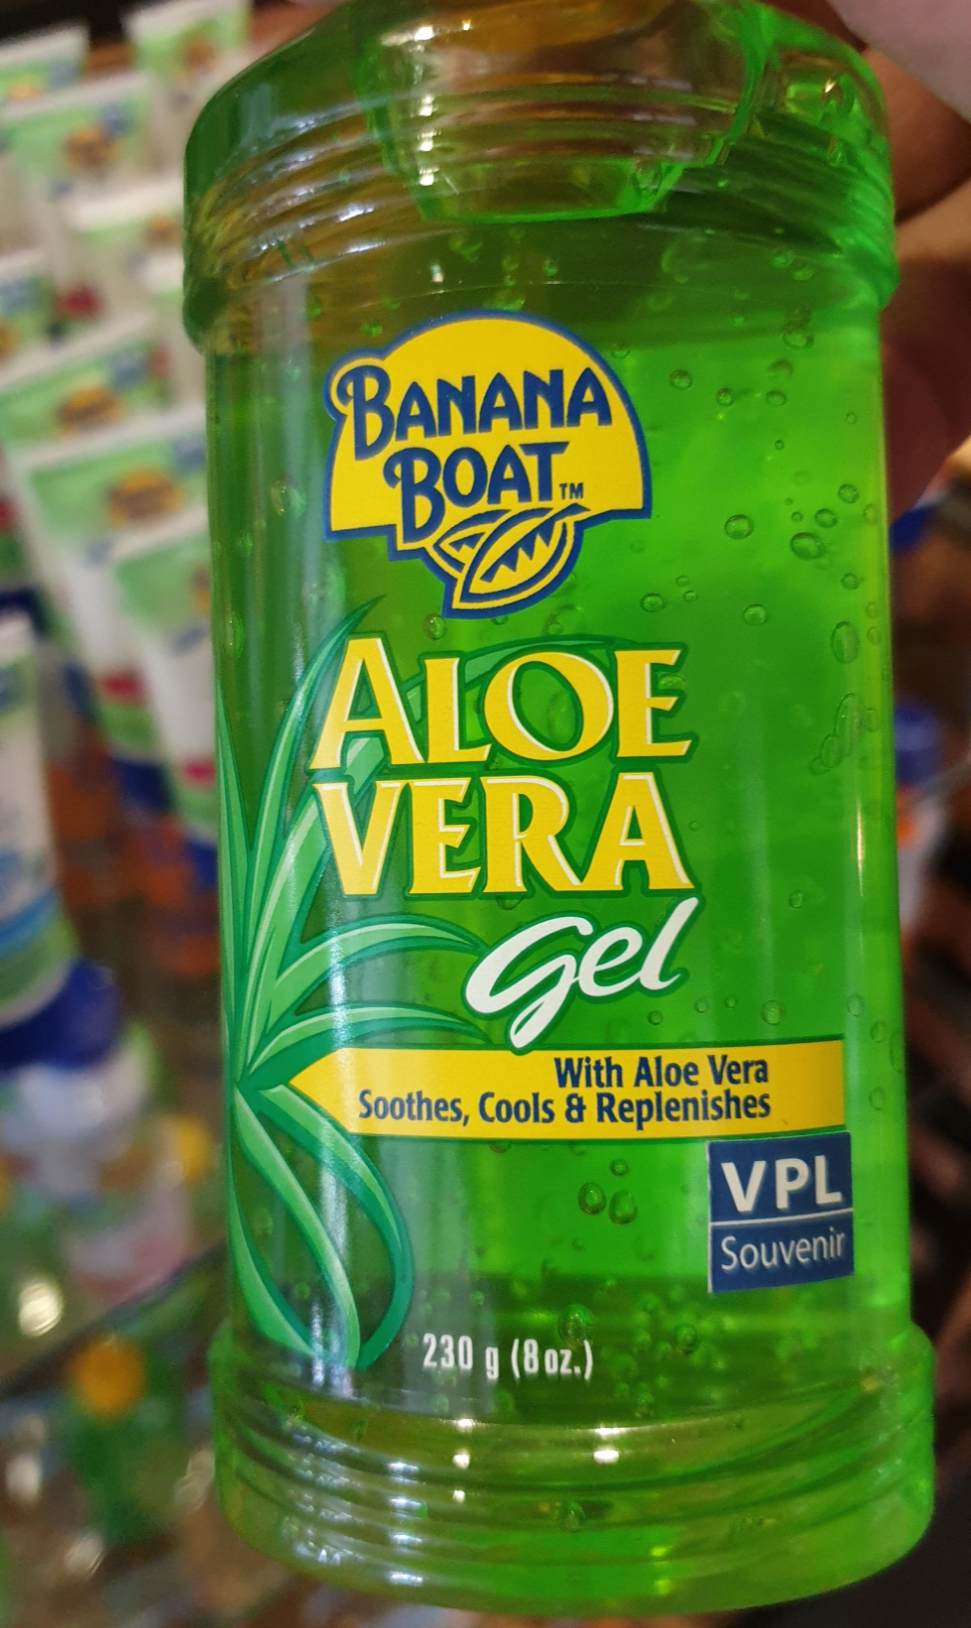 BANANA
BOAT™
ALOE
VERA
Gel
With Aloe Vera
Soothes, Cools & Replenishes
VPL
Souvenir
230 g (8 oz.)